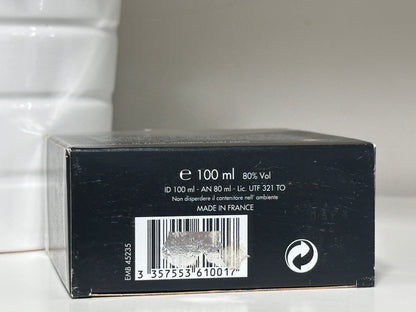 ℮ 100 ml 80% Vol
ID 100 ml - AN 80 ml - Lic. UTF 321 TO
Non disperdere il contenitore nell' ambiente
MADE IN FRANCE
EMB 45235
3 357553 610017